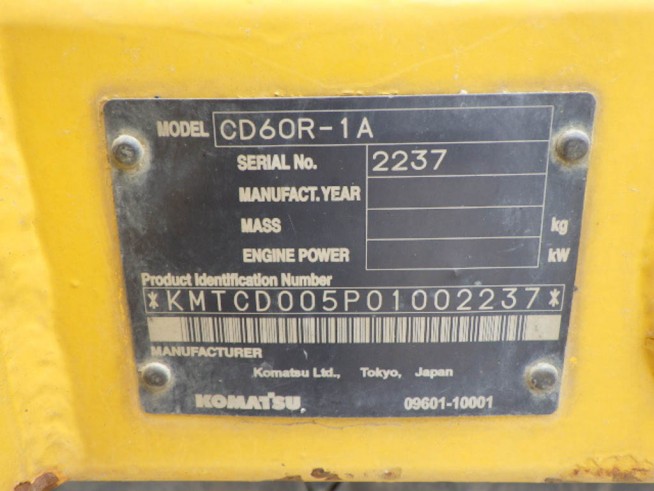 MODEL CD60R-1A
SERIAL No. 2237
MANUFACT. YEAR
MASS kg
ENGINE POWER kW
Product Identification Number
*KMTCD005P01002237*
MANUFACTURER
Komatsu Ltd., Tokyo, Japan
KOMATSU 09601-10001